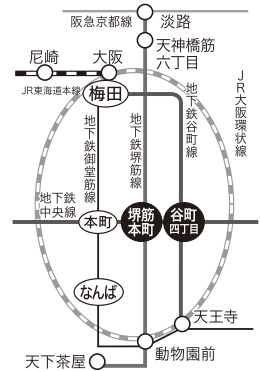 阪急京都線
淡路
天神橋筋
六丁目
尼崎
大阪
JR東海道本線
梅田
JR大阪環状線
地下鉄谷町線
地下鉄堺筋線
地下鉄御堂筋線
地下鉄
中央線
本町
堺筋
本町
谷町
四丁目
なんば
天王寺
動物園前
天下茶屋